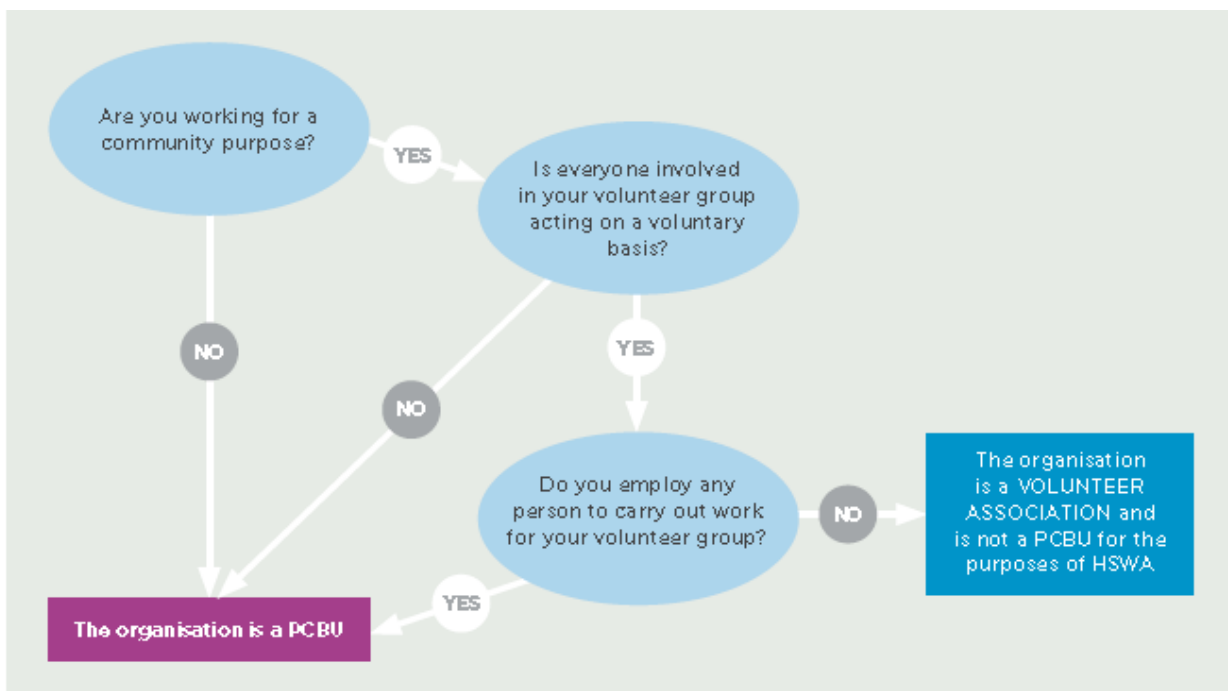 Are you working for a
community purpose?
YES
Is everyone involved
in your volunteer group
acting on a voluntary
basis?
NO
YES
NO
Do you employ any
person to carry out work
for your volunteer group?
NO
The organisation
is a VOLUNTEER
ASSOCIATION and
is not a PCBU for the
purposes of HSWA
YES
The organisation is a PCBU